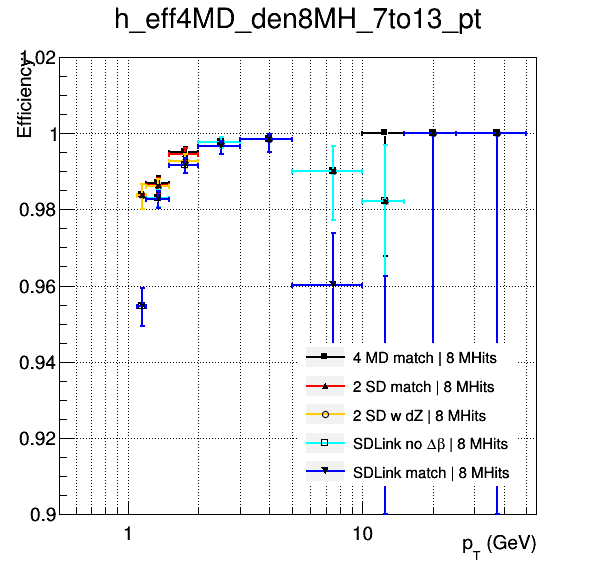 h_eff4MD_den8MH_7to13_pt
Efficiency
1.02
1
0.98
0.96
0.94
0.92
0.9
4 MD match | 8 MHits
2 SD match | 8 MHits
2 SD w dZ | 8 MHits
SDLink no Δβ | 8 MHits
SDLink match | 8 MHits
1
10
p_T (GeV)